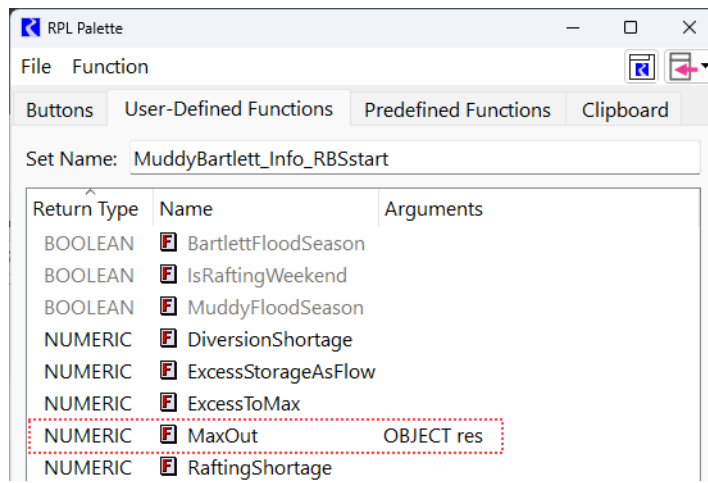 RPL Palette
File Function
Buttons User-Defined Functions Predefined Functions Clipboard
Set Name: MuddyBartlett_Info_RBSstart
Return Type Name Arguments
BOOLEAN F BartlettFloodSeason
BOOLEAN F IsRaftingWeekend
BOOLEAN F MuddyFloodSeason
NUMERIC F DiversionShortage
NUMERIC F ExcessStorageAsFlow
NUMERIC F ExcessToMax
NUMERIC F MaxOut OBJECT res
NUMERIC F RaftingShortage